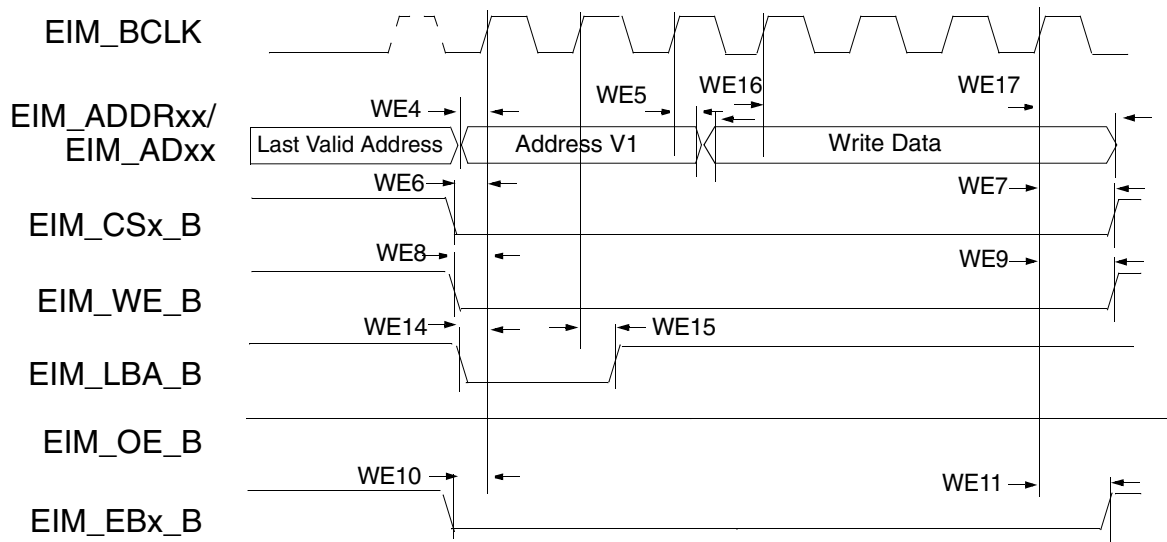 EIM_BCLK
WE4
WE5
WE16
WE17
EIM_ADDRxx/
EIM_ADxx
Last Valid Address
Address V1
Write Data
WE6
WE7
EIM_CSx_B
WE8
WE9
EIM_WE_B
WE14
WE15
EIM_LBA_B
EIM_OE_B
WE10
WE11
EIM_EBx_B